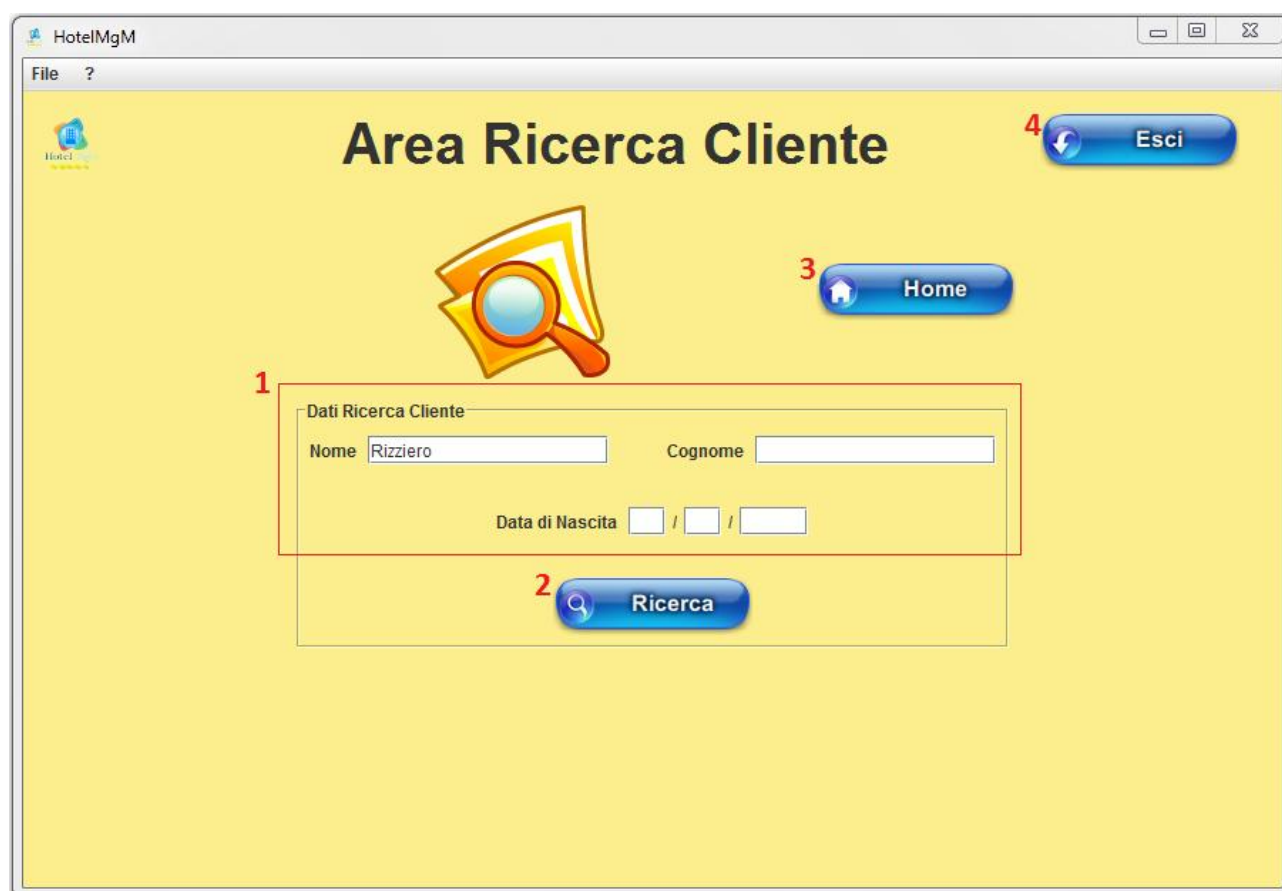 HotelMgM
File ?
Hotel
Area Ricerca Cliente
4 Esci
3 Home
1
Dati Ricerca Cliente
Nome Rizziero Cognome
Data di Nascita / /
2 Ricerca